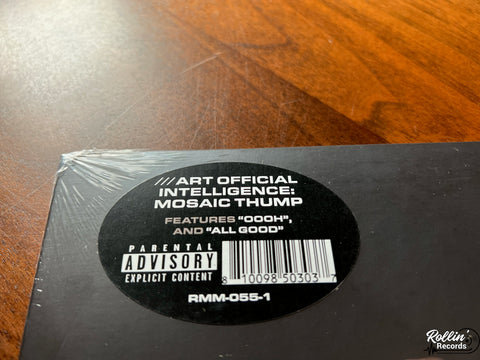 ///ART OFFICIAL
INTELLIGENCE:
MOSAIC THUMP
FEATURES "OOOH",
AND "ALL GOOD"
PARENTAL
ADVISORY
EXPLICIT CONTENT
8 10098 50303 7
RMM-055-1
Rollin'
Records